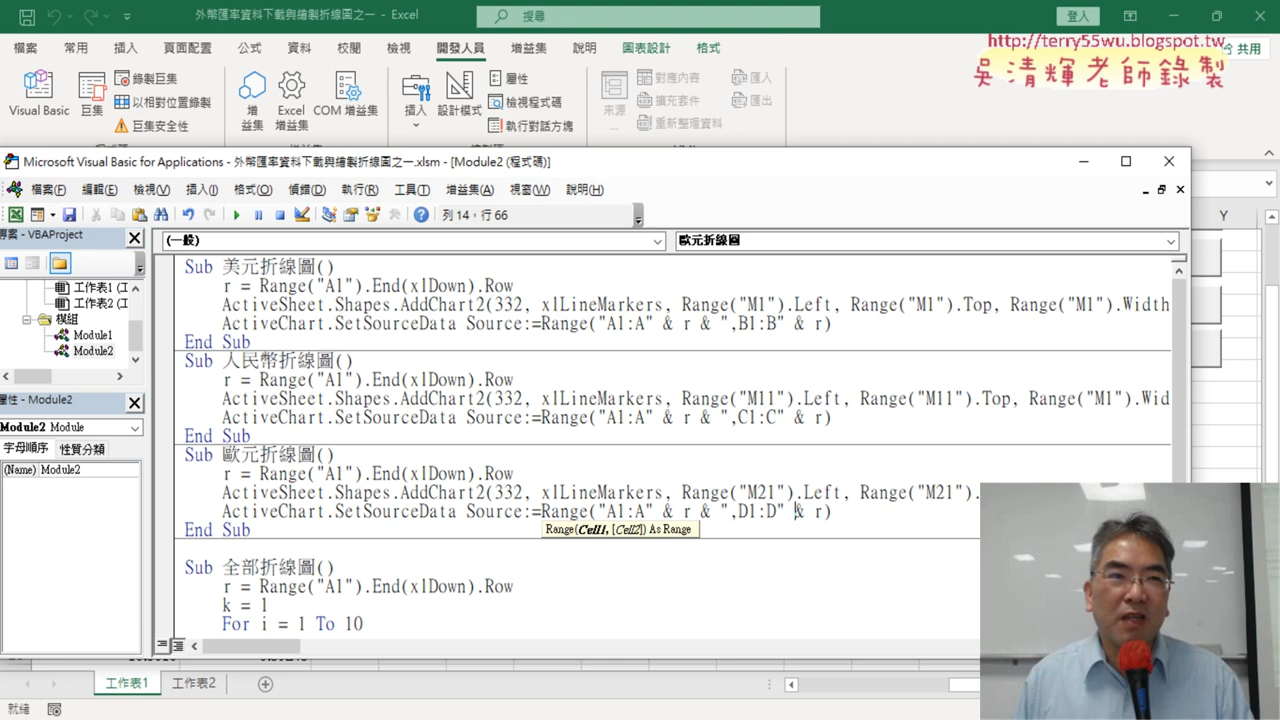 外幣匯率資料下載與繪製折線圖之一 - Excel
搜尋
登入
http://terry55wu.blogspot.tw
吳清輝老師錄製
檔案 常用 插入 頁面配置 公式 資料 校閱 檢視 開發人員 增益集 說明 圖表設計 格式
共用
Visual Basic
巨集
錄製巨集
以相對位置錄製
巨集安全性
增
益集
Excel
增益集
COM 增益集
插入
設計模式
屬性
檢視程式碼
執行對話方塊
來源
對應內容
擴充套件
重新整理資料
匯入
匯出
Microsoft Visual Basic for Applications - 外幣匯率資料下載與繪製折線圖之一.xlsm - [Module2 (程式碼)]
檔案(F) 編輯(E) 檢視(V) 插入(I) 格式(O) 偵錯(D) 執行(R) 工具(T) 增益集(A) 視窗(W) 說明(H)
列 14，行 66
專案 - VBAProject
(一般)
歐元折線圖
Y
工作表1 (工
工作表2 (工
模組
Module1
Module2
屬性 - Module2
Module2 Module
字母順序 性質分類
(Name) Module2
Sub 美元折線圖()
r = Range("A1").End(xlDown).Row
ActiveSheet.Shapes.AddChart2(332, xlLineMarkers, Range("M1").Left, Range("M1").Top, Range("M1").Width
ActiveChart.SetSourceData Source:=Range("A1:A" & r & ",B1:B" & r)
End Sub
Sub 人民幣折線圖()
r = Range("A1").End(xlDown).Row
ActiveSheet.Shapes.AddChart2(332, xlLineMarkers, Range("M11").Left, Range("M11").Top, Range("M1").Wid
ActiveChart.SetSourceData Source:=Range("A1:A" & r & ",C1:C" & r)
End Sub
Sub 歐元折線圖()
r = Range("A1").End(xlDown).Row
ActiveSheet.Shapes.AddChart2(332, xlLineMarkers, Range("M21").Left, Range("M21").
ActiveChart.SetSourceData Source:=Range("A1:A" & r & ",D1:D" & r)
Range(Cell1, [Cell2]) As Range
End Sub
Sub 全部折線圖()
r = Range("A1").End(xlDown).Row
k = 1
For i = 1 To 10
工作表1 工作表2
就緒